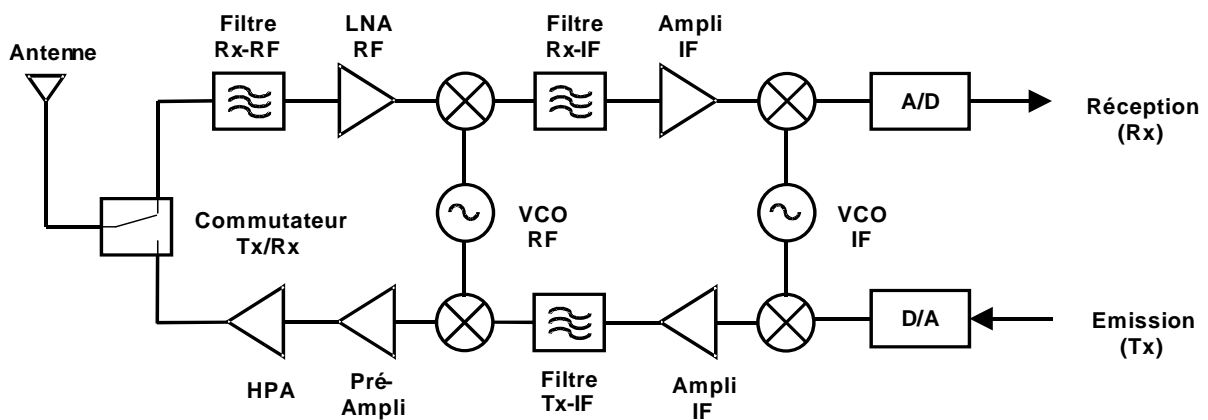 Antenne
Filtre
Rx-RF
LNA
RF
Filtre
Rx-IF
Ampli
IF
A/D
Réception
(Rx)
Commutateur
Tx/Rx
VCO
RF
VCO
IF
HPA
Pré-
Ampli
Filtre
Tx-IF
Ampli
IF
D/A
Emission
(Tx)